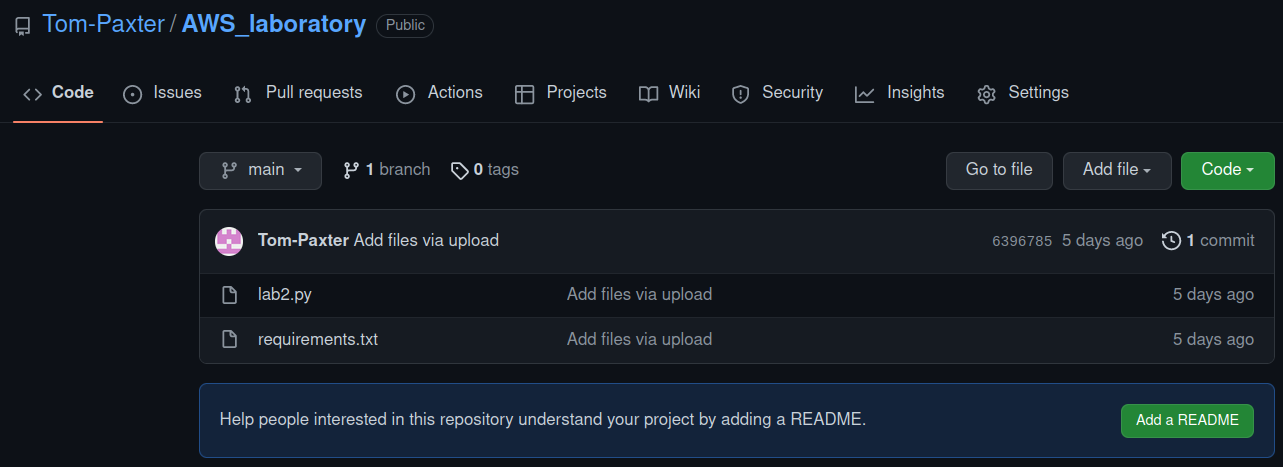 Tom-Paxter / AWS_laboratory Public
Code Issues Pull requests Actions Projects Wiki Security Insights Settings
main 1 branch 0 tags Go to file Add file Code
Tom-Paxter Add files via upload 6396785 5 days ago 1 commit
lab2.py Add files via upload 5 days ago
requirements.txt Add files via upload 5 days ago
Help people interested in this repository understand your project by adding a README. Add a README